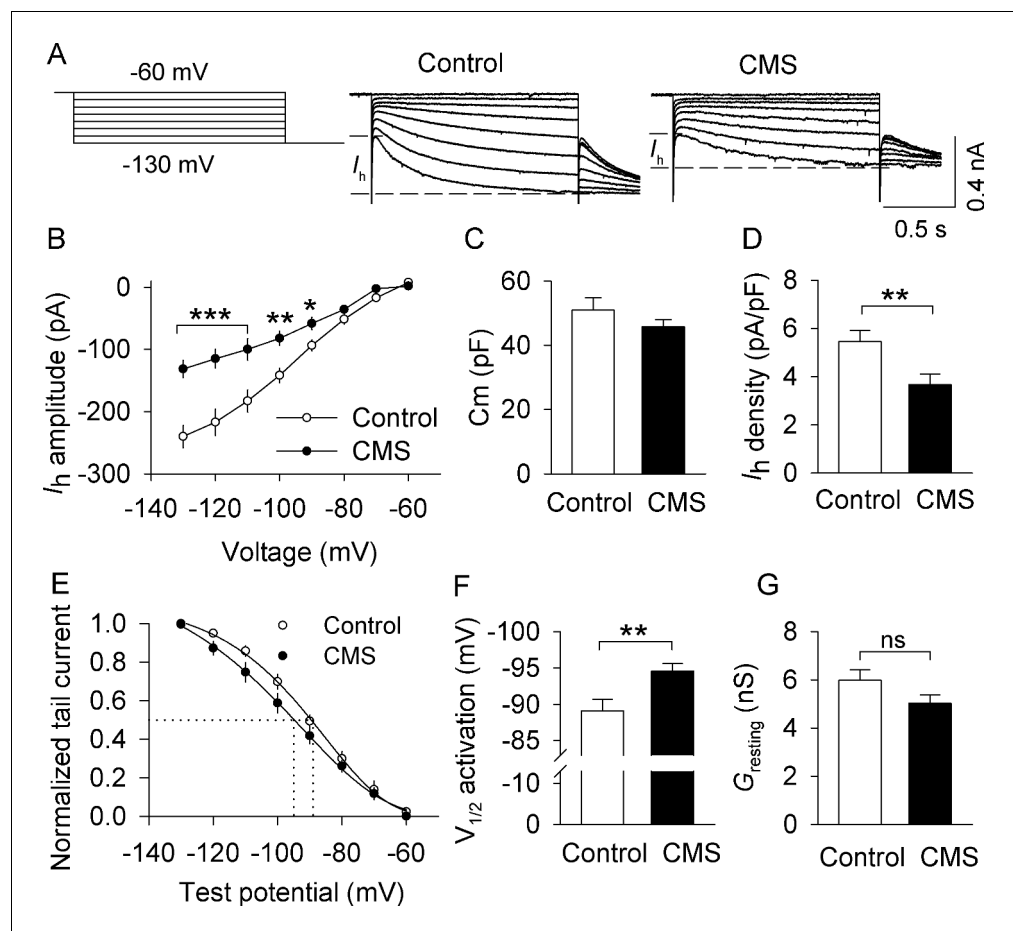 A
-60 mV
-130 mV
Control
CMS
Ih
Ih
0.4 nA
0.5 s
B
Ih amplitude (pA)
0
-100
-200
-300
***
**
*
Control
CMS
-140 -120 -100 -80 -60
Voltage (mV)
C
Cm (pF)
60
40
20
0
Control CMS
D
Ih density (pA/pF)
8
6
4
2
0
**
Control CMS
E
Normalized tail current
1.0
0.8
0.6
0.4
0.2
0.0
Control
CMS
-140 -120 -100 -80 -60
Test potential (mV)
F
V1/2 activation (mV)
-100
-95
-90
-85
-10
0
**
Control CMS
G
Gresting (nS)
8
6
4
2
0
ns
Control CMS